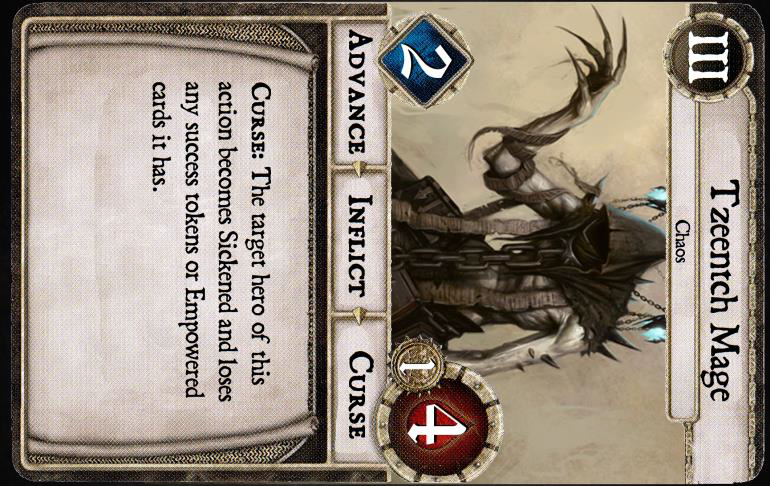 III
Tzeentch Mage
Chaos
2
1
4
Advance Inflict Curse
Curse: The target hero of this
action becomes Sickened and loses
any success tokens or Empowered
cards it has.